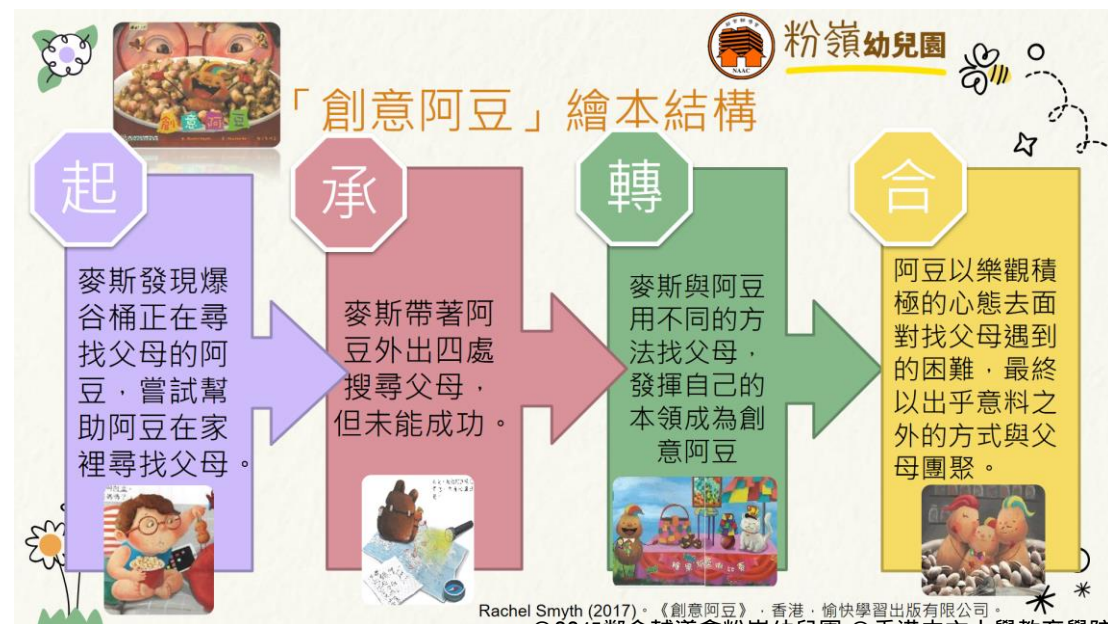 創意阿豆
NAAC
粉嶺幼兒園
「創意阿豆」繪本結構
起
麥斯發現爆
谷桶正在尋
找父母的阿
豆，嘗試幫
助阿豆在家
裡尋找父母。
承
麥斯帶著阿
豆外出四處
搜尋父母，
但未能成功。
轉
麥斯與阿豆
用不同的方
法找父母，
發揮自己的
本領成為創
意阿豆
合
阿豆以樂觀積
極的心態去面
對找父母遇到
的困難，最終
以出乎意料之
外的方式與父
母團聚。
Rachel Smyth (2017)。《創意阿豆》，香港，愉快學習出版有限公司。